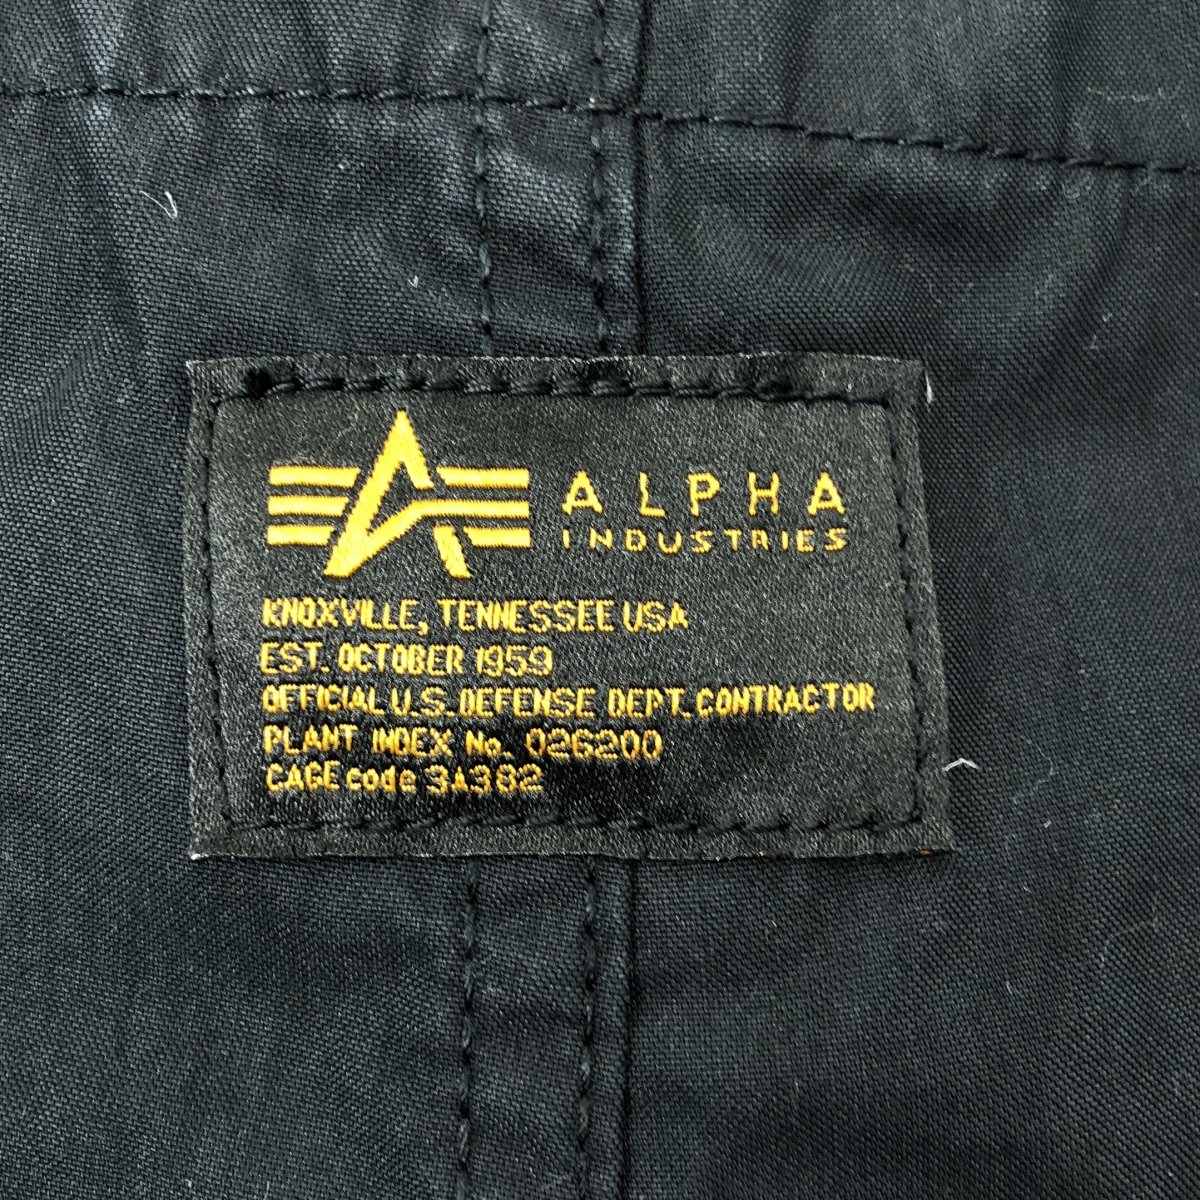 ALPHA
INDUSTRIES
KNOXVILLE, TENNESSEE USA
EST. OCTOBER 1959
OFFICIAL U.S. DEFENSE DEPT. CONTRACTOR
PLANT INDEX No. 026200
CAGE code 3A382